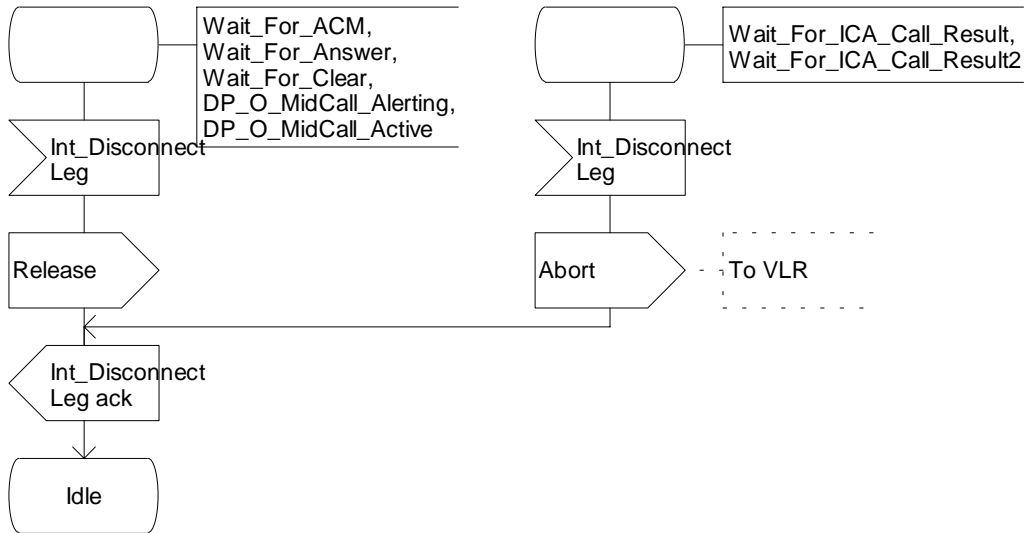 Wait_For_ACM,
Wait_For_Answer,
Wait_For_Clear,
DP_O_MidCall_Alerting,
DP_O_MidCall_Active
Wait_For_ICA_Call_Result,
Wait_For_ICA_Call_Result2
Int_Disconnect
Leg
Int_Disconnect
Leg
Release
Abort
To VLR
Int_Disconnect
Leg ack
Idle